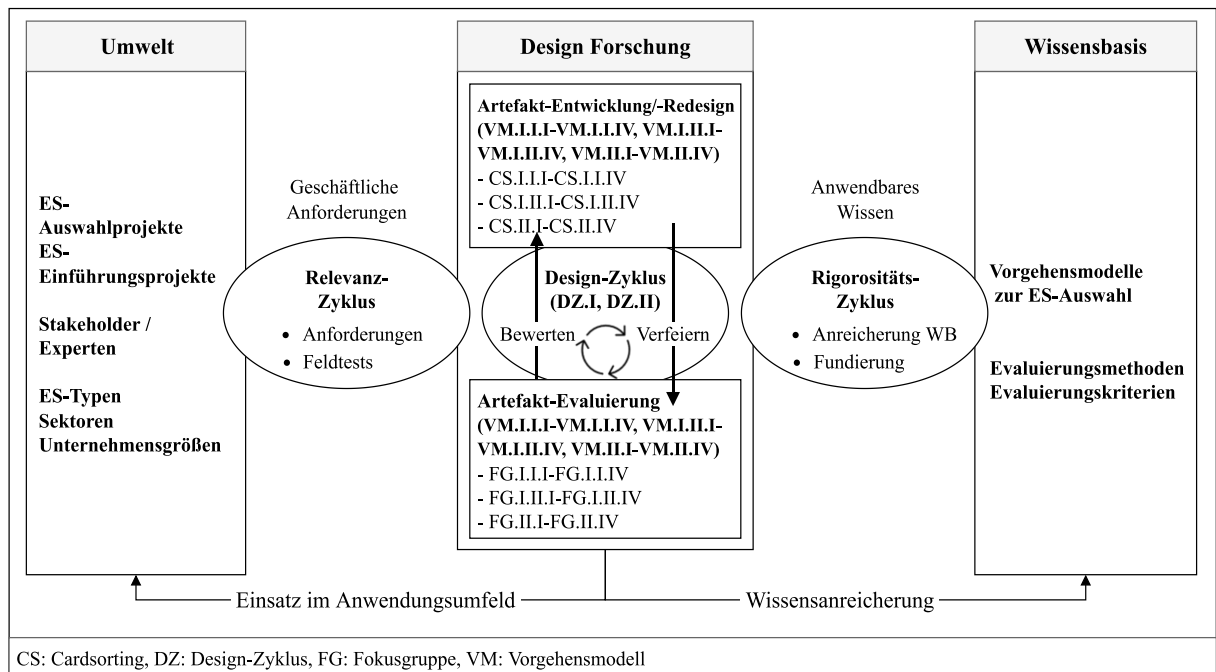 Umwelt
ES-
Auswahlprojekte
ES-
Einführungsprojekte
Stakeholder /
Experten
ES-Typen
Sektoren
Unternehmensgrößen
Geschäftliche
Anforderungen
Relevanz-
Zyklus
• Anforderungen
• Feldtests
Design Forschung
Artefakt-Entwicklung/-Redesign
(VM.I.I.I-VM.I.I.IV, VM.I.II.I-
VM.I.II.IV, VM.II.I-VM.II.IV)
- CS.I.I.I-CS.I.I.IV
- CS.I.II.I-CS.I.II.IV
- CS.II.I-CS.II.IV
Design-Zyklus
(DZ.I, DZ.II)
Bewerten
Verfeiern
Artefakt-Evaluierung
(VM.I.I.I-VM.I.I.IV, VM.I.II.I-
VM.I.II.IV, VM.II.I-VM.II.IV)
- FG.I.I.I-FG.I.I.IV
- FG.I.II.I-FG.I.II.IV
- FG.II.I-FG.II.IV
Anwendbares
Wissen
Rigorositäts-
Zyklus
• Anreicherung WB
• Fundierung
Wissensbasis
Vorgehensmodelle
zur ES-Auswahl
Evaluierungsmethoden
Evaluierungskriterien
Einsatz im Anwendungsumfeld
Wissensanreicherung
CS: Cardsorting, DZ: Design-Zyklus, FG: Fokusgruppe, VM: Vorgehensmodell